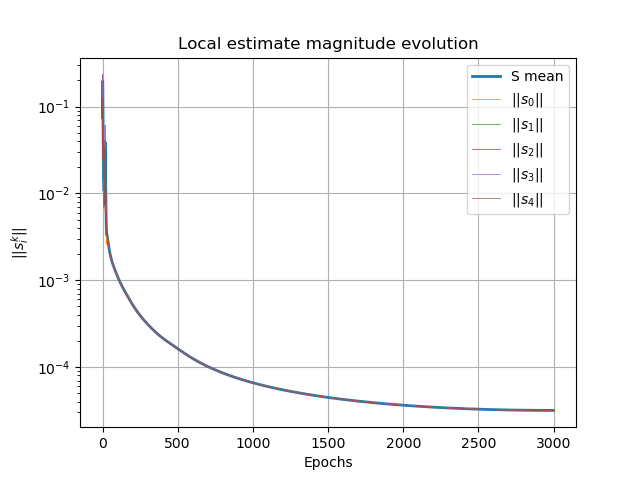 Local estimate magnitude evolution
S mean
||s₀||
||s₁||
||s₂||
||s₃||
||s₄||
10⁻¹
10⁻²
10⁻³
10⁻⁴
||sᵢᵏ||
0 500 1000 1500 2000 2500 3000
Epochs